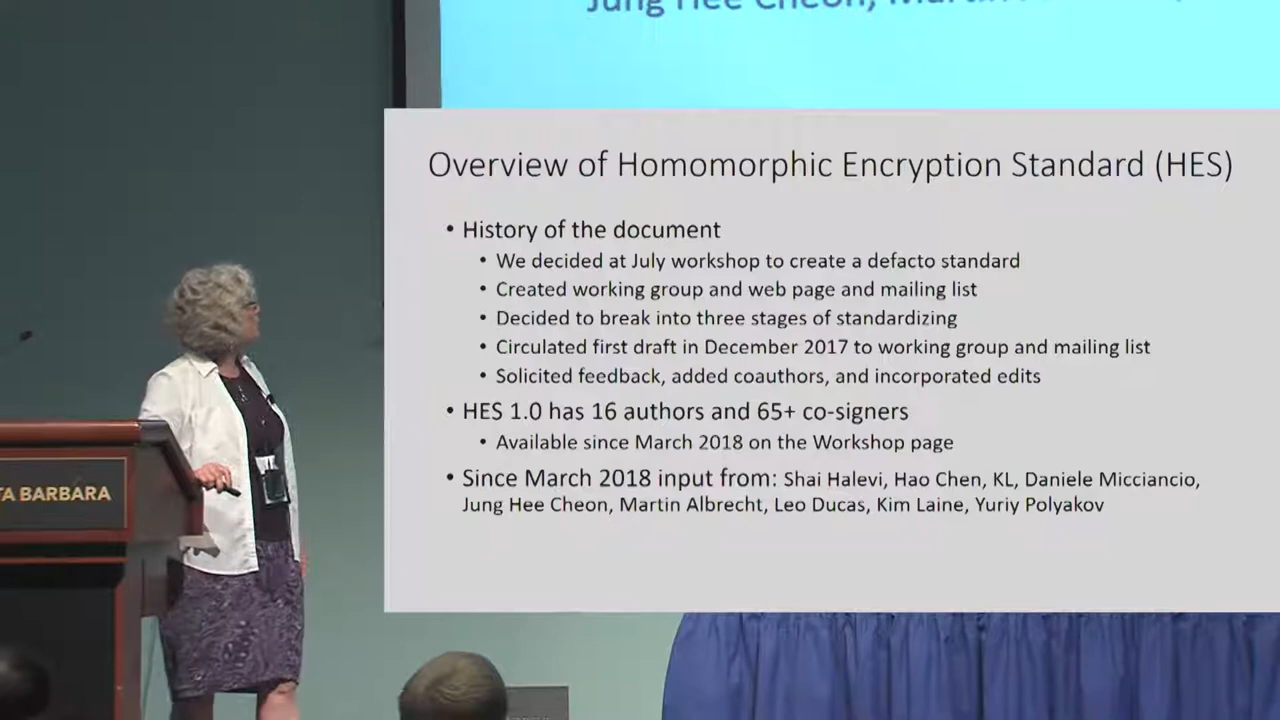 Jung Hee Cheon,
Overview of Homomorphic Encryption Standard (HES)
• History of the document
• We decided at July workshop to create a defacto standard
• Created working group and web page and mailing list
• Decided to break into three stages of standardizing
• Circulated first draft in December 2017 to working group and mailing list
• Solicited feedback, added coauthors, and incorporated edits
• HES 1.0 has 16 authors and 65+ co-signers
• Available since March 2018 on the Workshop page
• Since March 2018 input from: Shai Halevi, Hao Chen, KL, Daniele Micciancio,
Jung Hee Cheon, Martin Albrecht, Leo Ducas, Kim Laine, Yuriy Polyakov
TA BARBARA